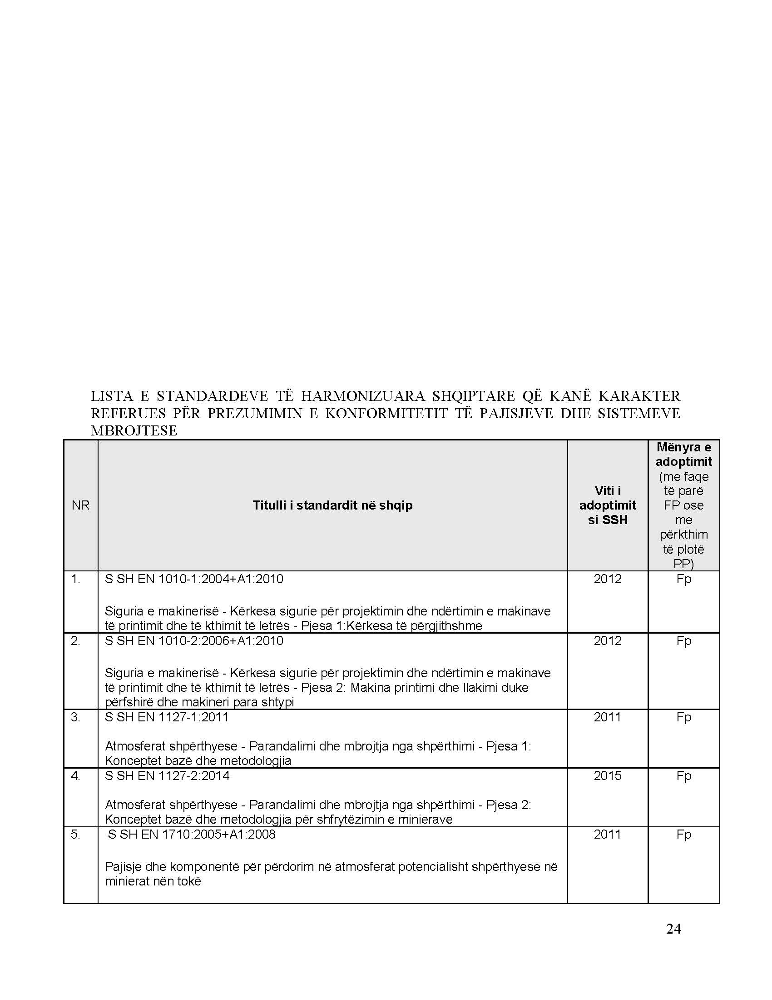 LISTA E STANDARDEVE TË HARMONIZUARA SHQIPTARE QË KANË KARAKTER
REFERUES PËR PREZUMIMIN E KONFORMITETIT TË PAJISJEVE DHE SISTEMEVE
MBROJTESE
NR
Titulli i standardit në shqip
Viti i
adoptimit
si SSH
Mënyra e
adoptimit
(me faqe
të parë
FP ose
me
përkthim
të plotë
PP)
1.
S SH EN 1010-1:2004+A1:2010
Siguria e makinerisë - Kërkesa sigurie për projektimin dhe ndërtimin e makinave
të printimit dhe të kthimit të letrës - Pjesa 1:Kërkesa të përgjithshme
2012
Fp
2.
S SH EN 1010-2:2006+A1:2010
Siguria e makinerisë - Kërkesa sigurie për projektimin dhe ndërtimin e makinave
të printimit dhe të kthimit të letrës - Pjesa 2: Makina printimi dhe llakimi duke
përfshirë dhe makineri para shtypi
2012
Fp
3.
S SH EN 1127-1:2011
Atmosferat shpërthyese - Parandalimi dhe mbrojtja nga shpërthimi - Pjesa 1:
Konceptet bazë dhe metodologjia
2011
Fp
4.
S SH EN 1127-2:2014
Atmosferat shpërthyese - Parandalimi dhe mbrojtja nga shpërthimi - Pjesa 2:
Konceptet bazë dhe metodologjia për shfrytëzimin e minierave
2015
Fp
5.
S SH EN 1710:2005+A1:2008
Pajisje dhe komponentë për përdorim në atmosferat potencialisht shpërthyese në
minierat nën tokë
2011
Fp
24